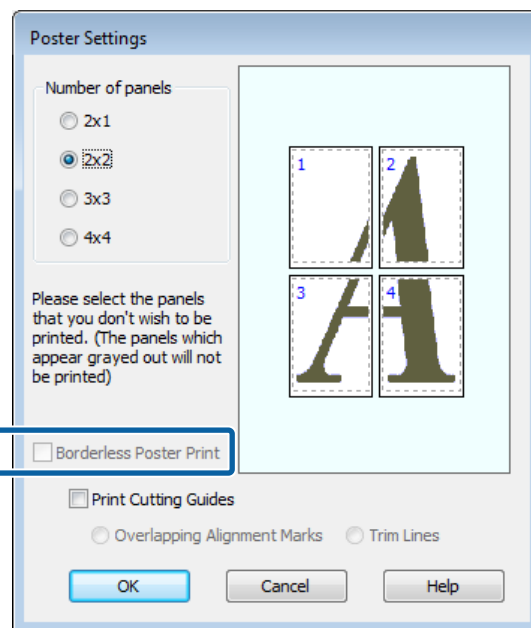 Poster Settings
Number of panels
2x1
2x2
3x3
4x4
1
2
3
4
Please select the panels
that you don't wish to be
printed. (The panels which
appear grayed out will not
be printed)
Borderless Poster Print
Print Cutting Guides
Overlapping Alignment Marks
Trim Lines
OK
Cancel
Help